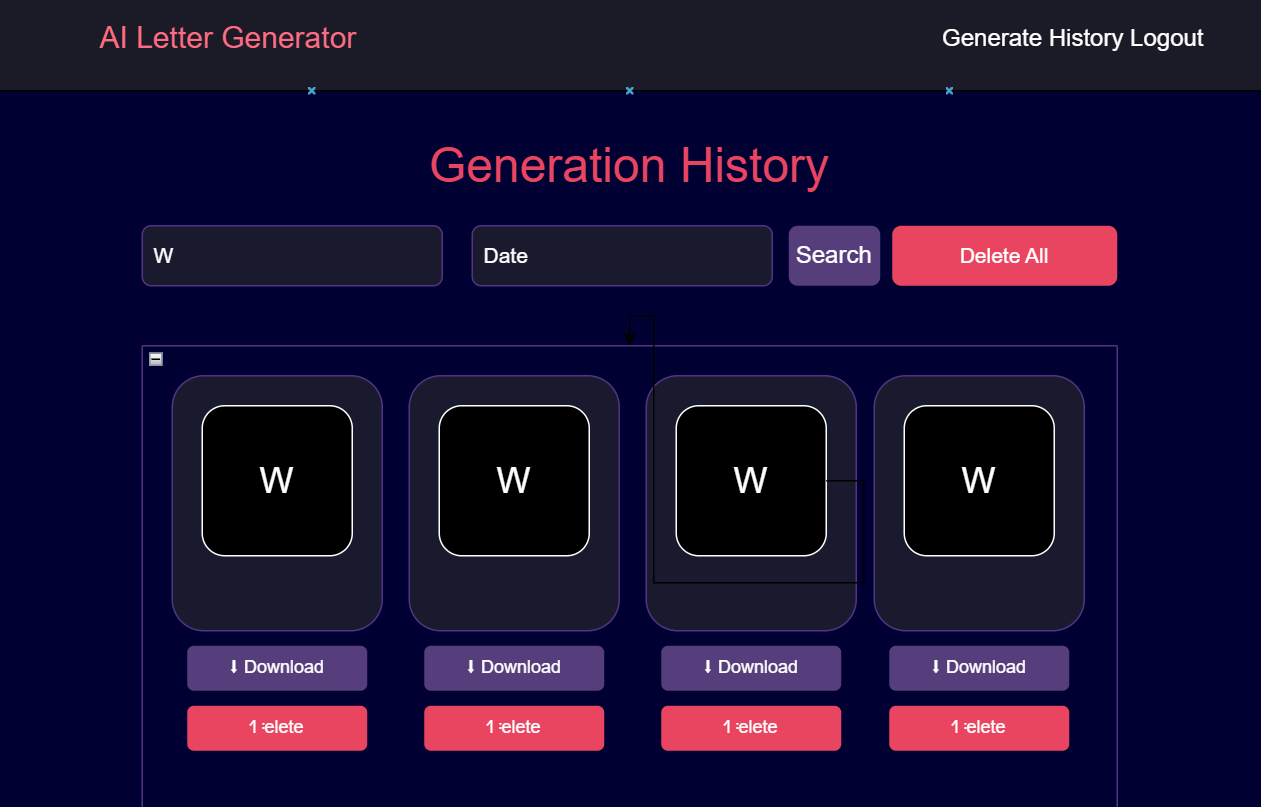 AI Letter Generator
Generate History Logout
Generation History
W
Date
Search
Delete All
W
W
W
W
⬇ Download
⬇ Download
⬇ Download
⬇ Download